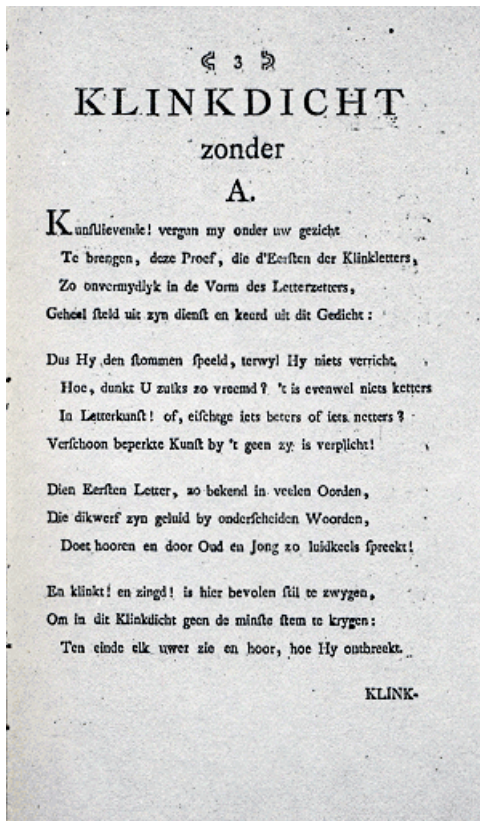 3
KLINKDICHT
zonder
A.
Kunſtlievende! vergun my onder uw gezicht
Te brengen, deze Proef, die d'Eerſten der Klinkletters,
Zo onvermydlyk in de Vorm des Letterzetters,
Geheel ſteld uit zyn dienſt en keerd uit dit Gedicht:
Dus Hy den ſtommen ſpeeld, terwyl Hy niets verricht.
Hoe, dunkt U zulks zo vreemd? 't is evenwel niets ketters
In Letterkunſt! of, eiſchtge iets beters of iets netters?
Verſchoon beperkte Kunſt by 't geen zy is verplicht!
Dien Eerſten Letter, zo bekend in veelen Oorden,
Die dikwerf zyn geluid by onderſcheiden Woorden,
Doet hooren en door Oud en Jong zo luidkeels ſpreekt!
En klinkt! en zingd! is hier bevolen ſtil te zwygen,
Om in dit Klinkdicht geen de minſte ſtem te krygen:
Ten einde elk uwer zie en hoor, hoe Hy ontbreekt.
KLINK-